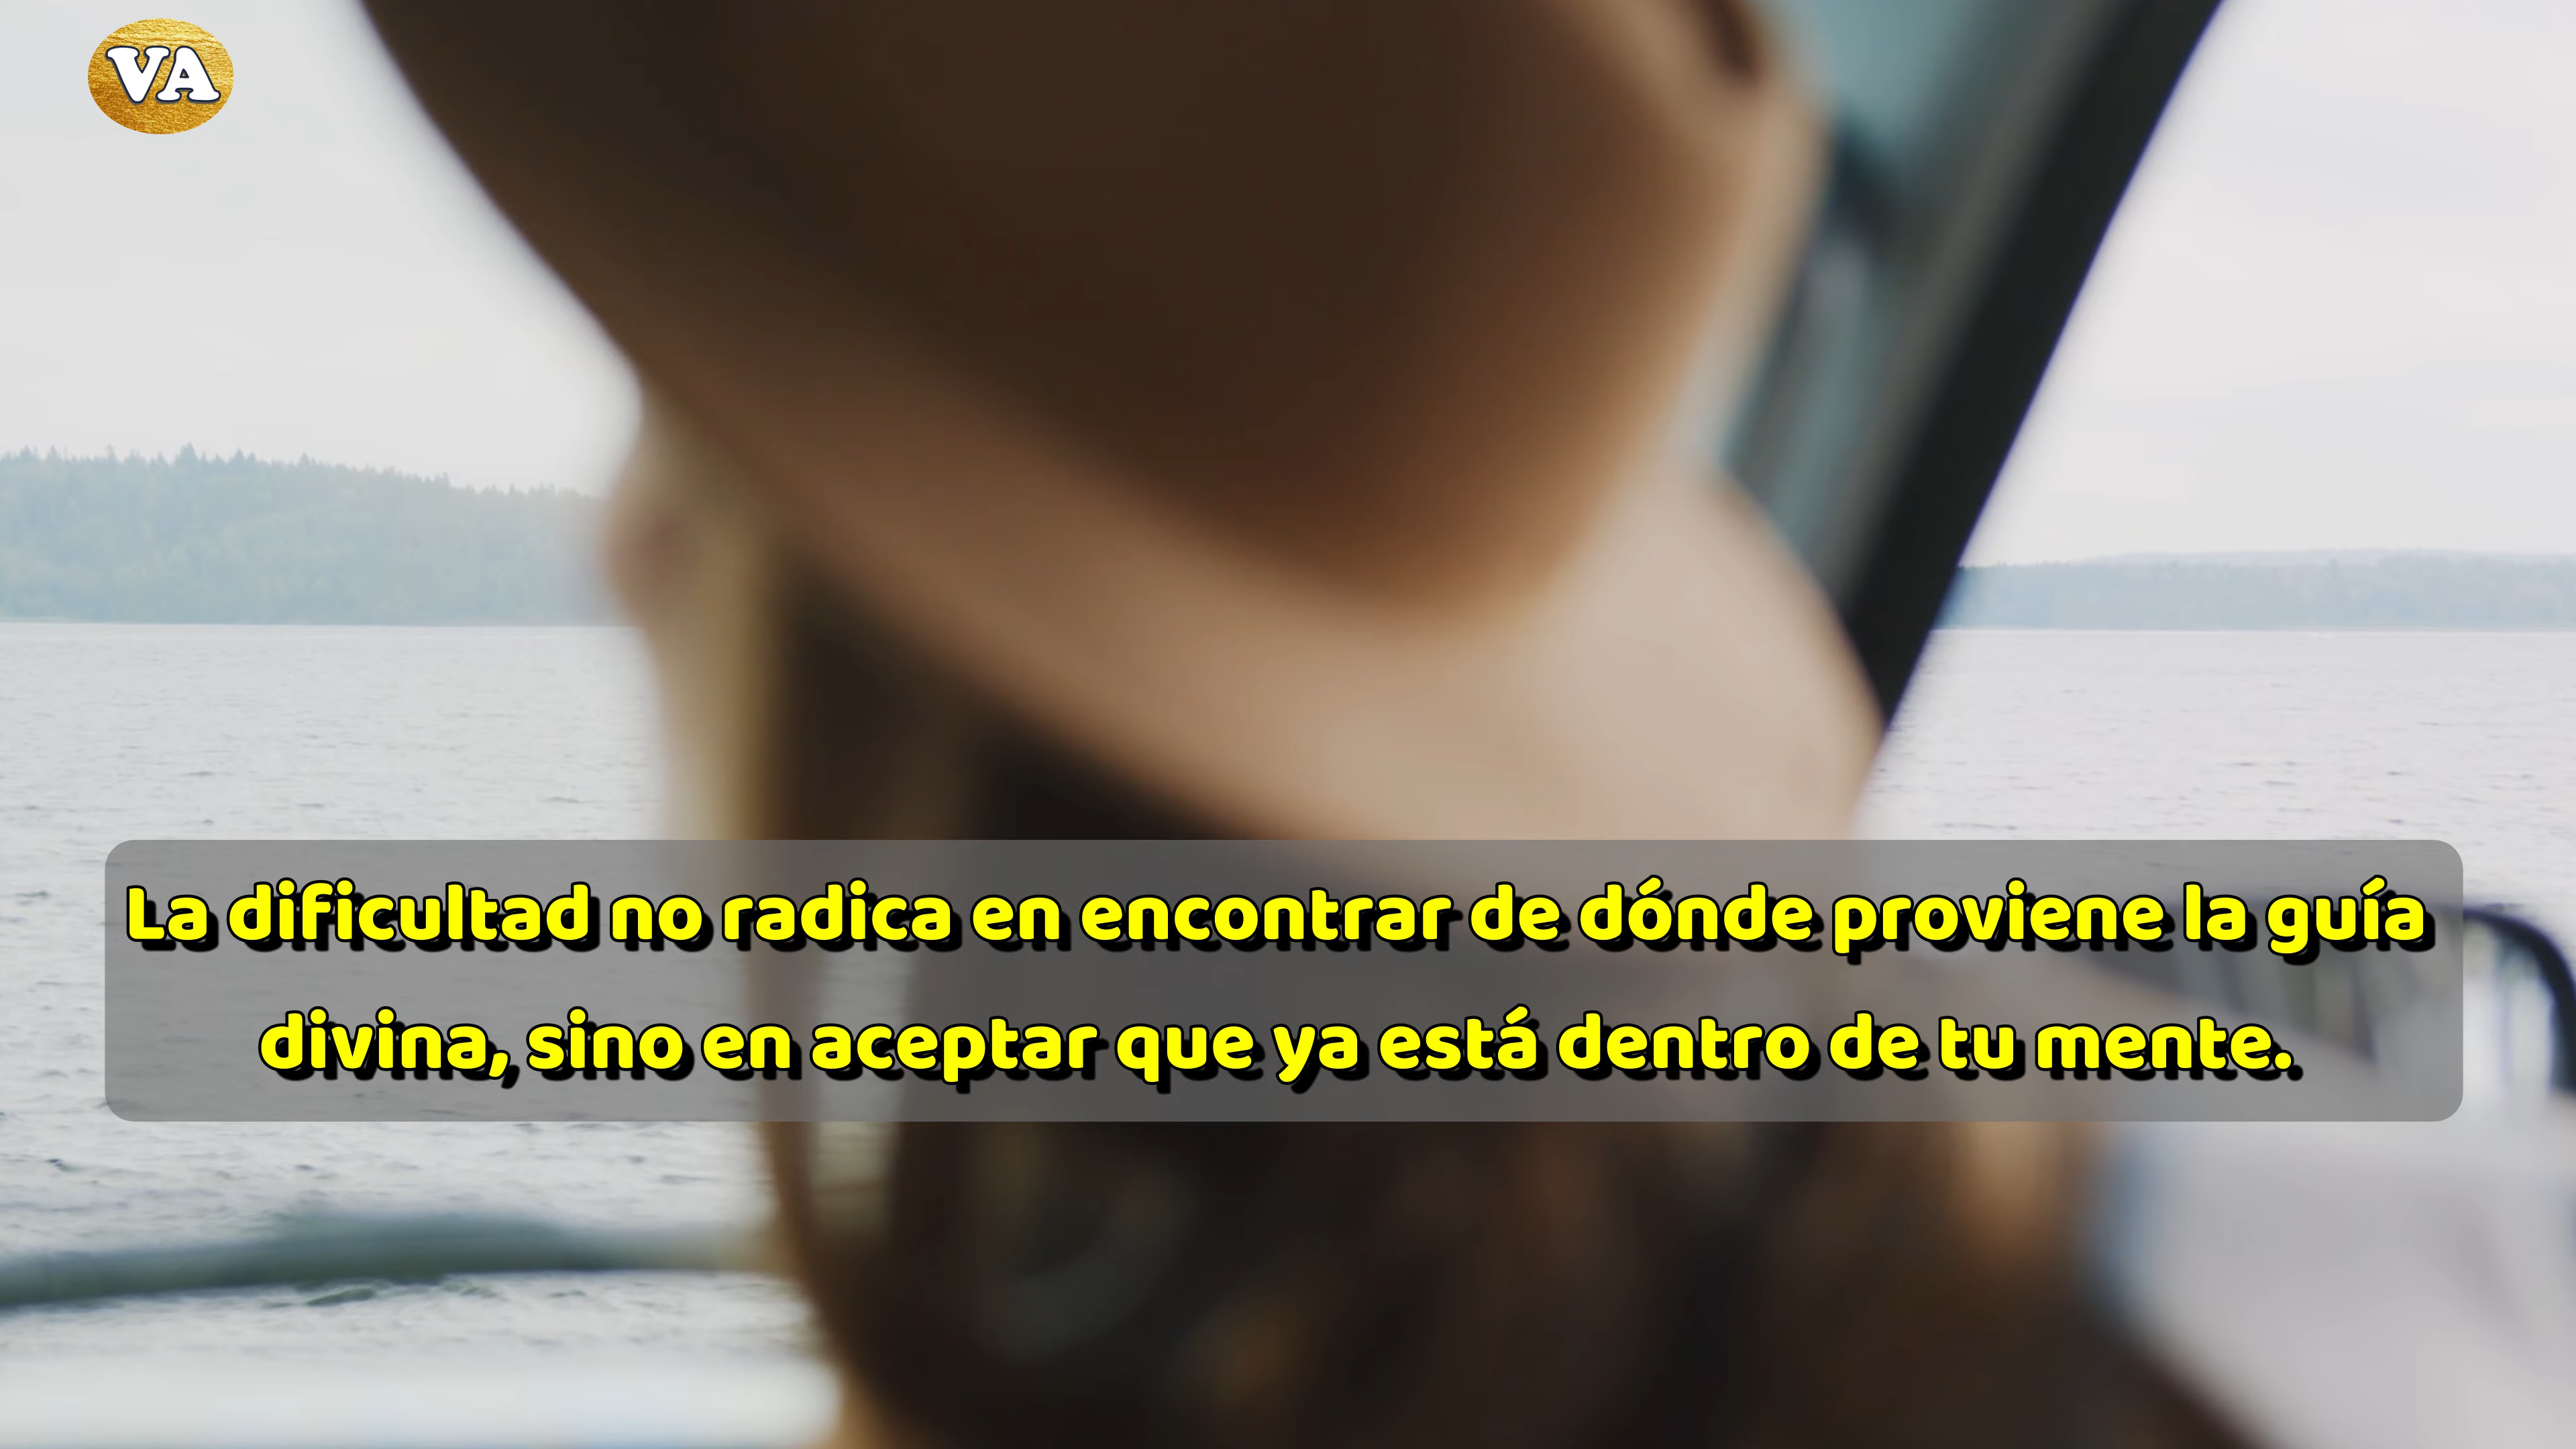 VA
La dificultad no radica en encontrar de dónde proviene la guía
divina, sino en aceptar que ya está dentro de tu mente.